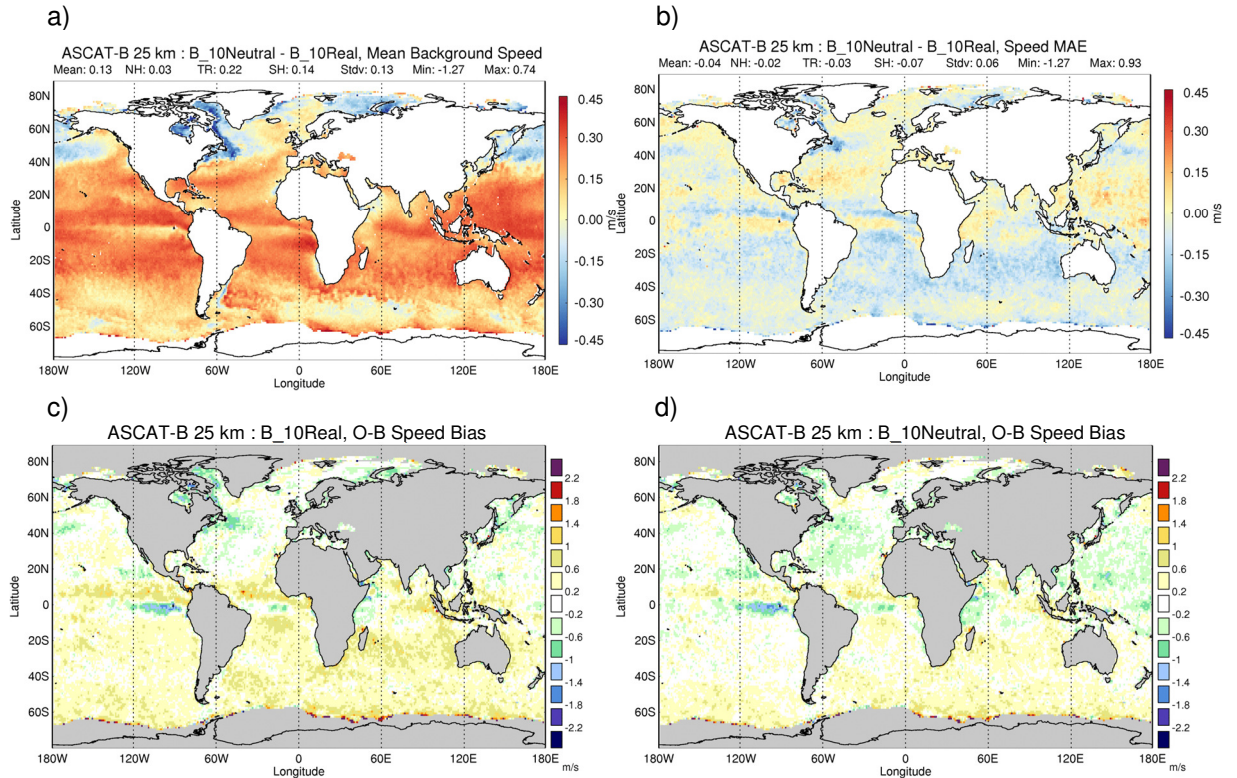 a)
ASCAT-B 25 km : B_10Neutral - B_10Real, Mean Background Speed
Mean: 0.13 NH: 0.03 TR: 0.22 SH: 0.14 Stdv: 0.13 Min: -1.27 Max: 0.74
80N
60N
40N
20N
0
20S
40S
60S
Latitude
180W 120W 60W 0 60E 120E 180E
Longitude
0.45
0.30
0.15
0.00
-0.15
-0.30
-0.45
m/s
b)
ASCAT-B 25 km : B_10Neutral - B_10Real, Speed MAE
Mean: -0.04 NH: -0.02 TR: -0.03 SH: -0.07 Stdv: 0.06 Min: -1.27 Max: 0.93
80N
60N
40N
20N
0
20S
40S
60S
Latitude
180W 120W 60W 0 60E 120E 180E
Longitude
0.45
0.30
0.15
0.00
-0.15
-0.30
-0.45
m/s
c)
ASCAT-B 25 km : B_10Real, O-B Speed Bias
80N
60N
40N
20N
0
20S
40S
60S
Latitude
180W 120W 60W 0 60E 120E 180E
Longitude
2.2
1.8
1.4
1
0.6
0.2
-0.2
-0.6
-1
-1.4
-1.8
-2.2
m/s
d)
ASCAT-B 25 km : B_10Neutral, O-B Speed Bias
80N
60N
40N
20N
0
20S
40S
60S
Latitude
180W 120W 60W 0 60E 120E 180E
Longitude
2.2
1.8
1.4
1
0.6
0.2
-0.2
-0.6
-1
-1.4
-1.8
-2.2
m/s